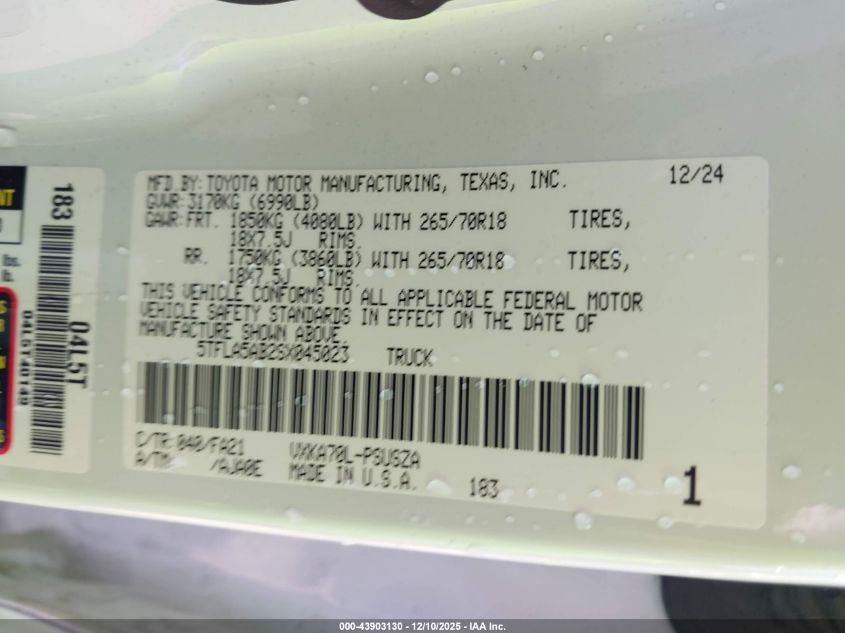 MFD.BY: TOYOTA MOTOR MANUFACTURING, TEXAS, INC. 12/24
GVWR: 3170KG (6990LB)
GAWR: FRT. 1850KG (4080LB) WITH 265/70R18 TIRES,
18X7.5J RIMS.
RR. 1750KG (3860LB) WITH 265/70R18 TIRES,
18X7.5J RIMS.
THIS VEHICLE CONFORMS TO ALL APPLICABLE FEDERAL MOTOR
VEHICLE SAFETY STANDARDS IN EFFECT ON THE DATE OF
MANUFACTURE SHOWN ABOVE.
5TFLA5AB2SX045023 TRUCK
C/TR: 040/FA21 VXKA70L-PSUSZA
A/TM: /AJA0E MADE IN U.S.A. 183 1
183
04L5T
04L5T40149
lbs.
lb.
000-43903130 - 12/10/2025 - IAA Inc.